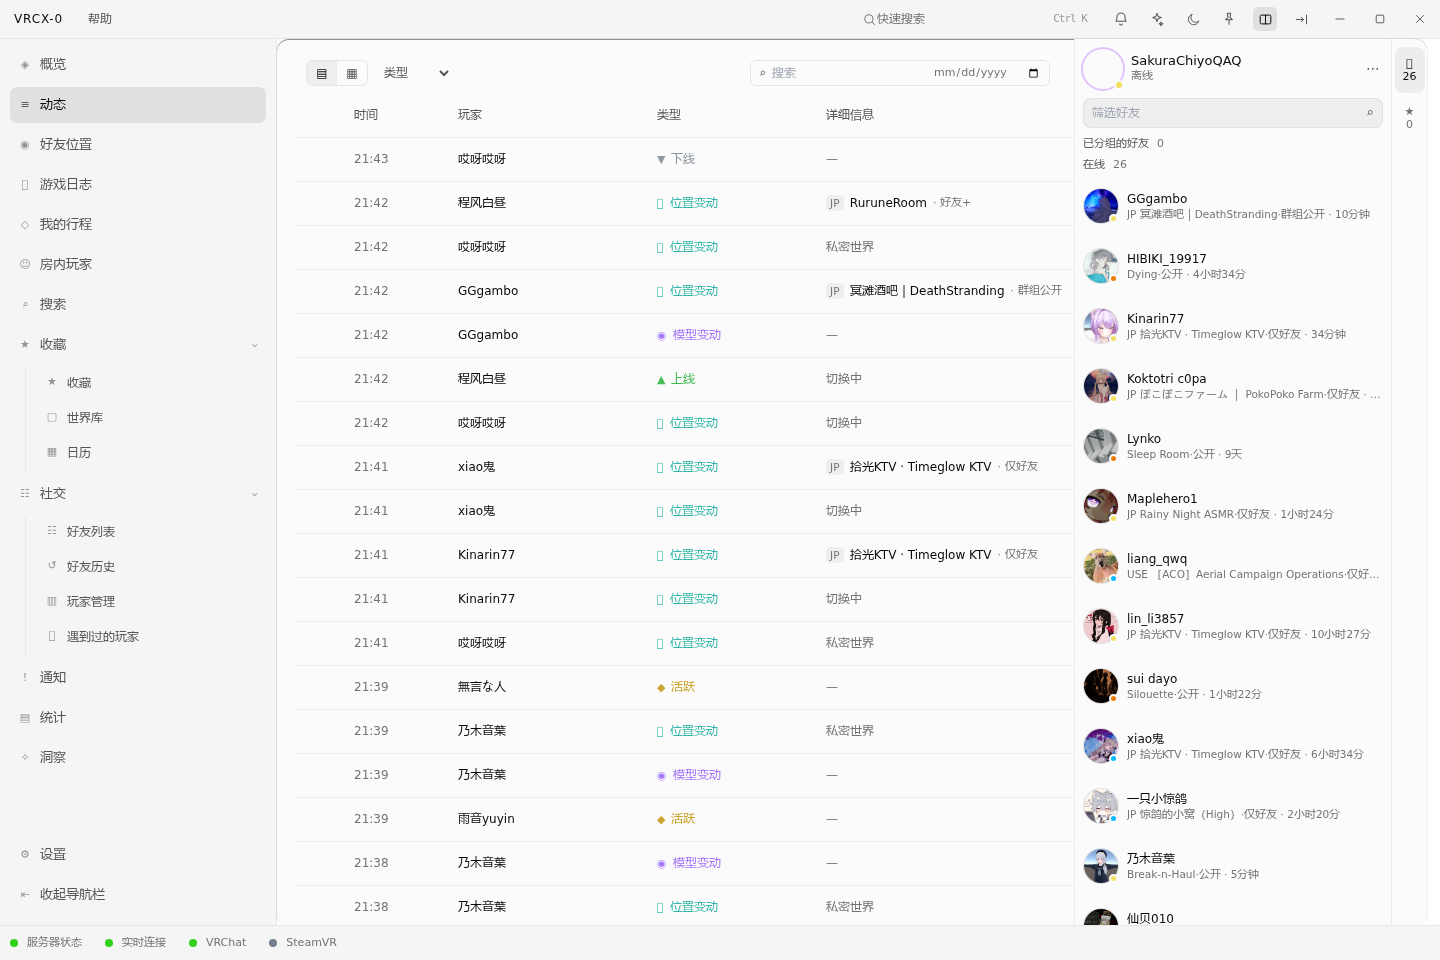 VRCX-0 帮助 快速搜索 Ctrl K
概览
动态
好友位置
游戏日志
我的行程
房内玩家
搜索
收藏
收藏
世界库
日历
社交
好友列表
好友历史
玩家管理
遇到过的玩家
通知
统计
洞察
设置
收起导航栏
类型 搜索 mm/dd/yyyy
时间 玩家 类型 详细信息
21:43 哎呀哎呀 下线 —
21:42 程风白昼 位置变动 JP RuruneRoom · 好友+
21:42 哎呀哎呀 位置变动 私密世界
21:42 GGgambo 位置变动 JP 冥滩酒吧 | DeathStranding · 群组公开
21:42 GGgambo 模型变动 —
21:42 程风白昼 上线 切换中
21:42 哎呀哎呀 位置变动 切换中
21:41 xiao鬼 位置变动 JP 拾光KTV · Timeglow KTV · 仅好友
21:41 xiao鬼 位置变动 切换中
21:41 Kinarin77 位置变动 JP 拾光KTV · Timeglow KTV · 仅好友
21:41 Kinarin77 位置变动 切换中
21:41 哎呀哎呀 位置变动 私密世界
21:39 無言な人 活跃 —
21:39 乃木音葉 位置变动 私密世界
21:39 乃木音葉 模型变动 —
21:39 雨音yuyin 活跃 —
21:38 乃木音葉 模型变动 —
21:38 乃木音葉 位置变动 私密世界
SakuraChiyoQAQ
离线
筛选好友
已分组的好友 0
在线 26
GGgambo
JP 冥滩酒吧 | DeathStranding·群组公开 · 10分钟
HIBIKI_19917
Dying·公开 · 4小时34分
Kinarin77
JP 拾光KTV · Timeglow KTV·仅好友 · 34分钟
Koktotri c0pa
JP ぽこぽこファーム ｜ PokoPoko Farm·仅好友 · …
Lynko
Sleep Room·公开 · 9天
Maplehero1
JP Rainy Night ASMR·仅好友 · 1小时24分
liang_qwq
USE ［ACO］Aerial Campaign Operations·仅好…
lin_li3857
JP 拾光KTV · Timeglow KTV·仅好友 · 10小时27分
sui dayo
Silouette·公开 · 1小时22分
xiao鬼
JP 拾光KTV · Timeglow KTV·仅好友 · 6小时34分
一只小惊鸽
JP 惊鸽的小窝（High）·仅好友 · 2小时20分
乃木音葉
Break-n-Haul·公开 · 5分钟
仙贝010
26
0
服务器状态 实时连接 VRChat SteamVR